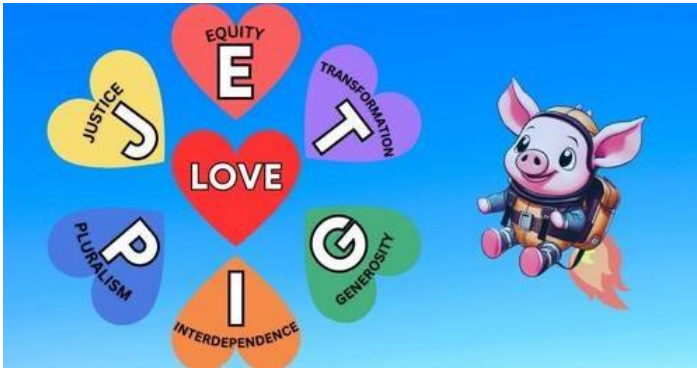 JUSTICE
J
EQUITY
E
TRANSFORMATION
T
LOVE
PLURALISM
P
INTERDEPENDENCE
I
GENEROSITY
G